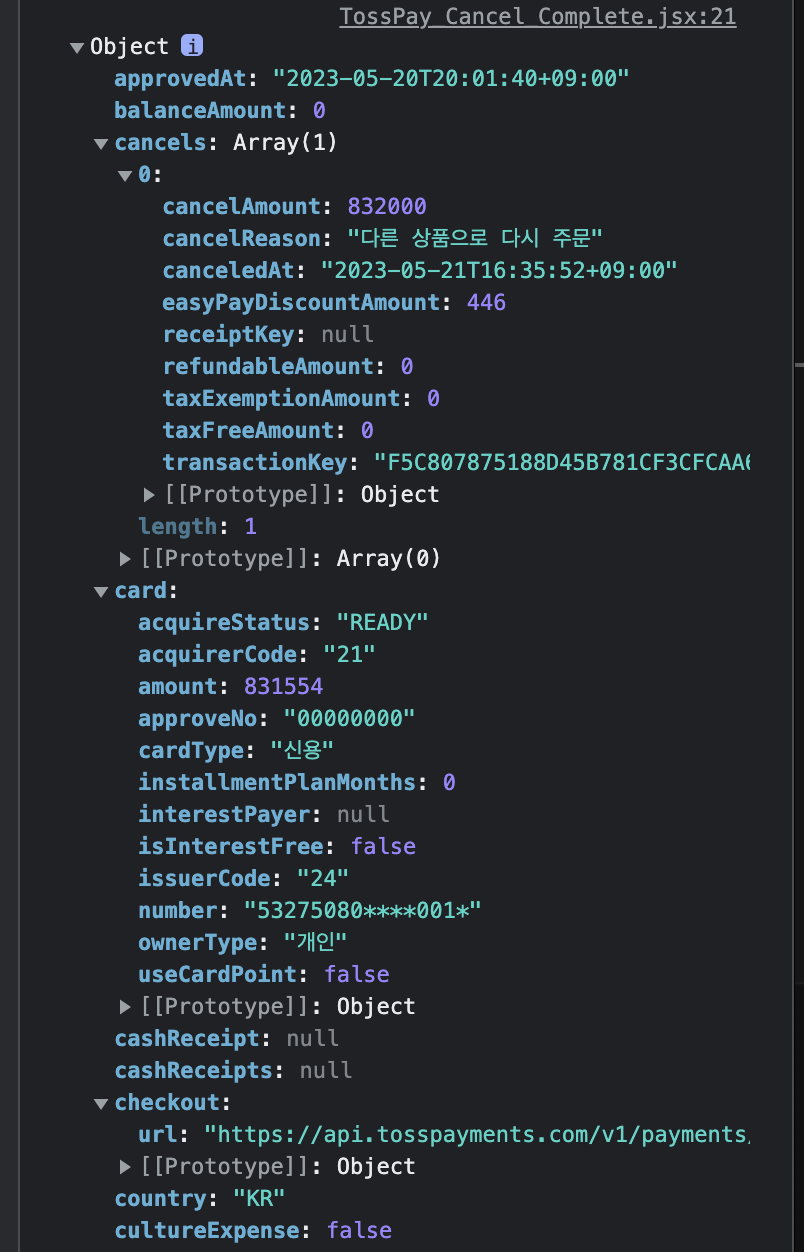 TossPay_Cancel_Complete.jsx:21
▼Object i
approvedAt: "2023-05-20T20:01:40+09:00"
balanceAmount: 0
▼cancels: Array(1)
▼0:
cancelAmount: 832000
cancelReason: "다른 상품으로 다시 주문"
canceledAt: "2023-05-21T16:35:52+09:00"
easyPayDiscountAmount: 446
receiptKey: null
refundableAmount: 0
taxExemptionAmount: 0
taxFreeAmount: 0
transactionKey: "F5C807875188D45B781CF3CFCAA6
▶[[Prototype]]: Object
length: 1
▶[[Prototype]]: Array(0)
▼card:
acquireStatus: "READY"
acquirerCode: "21"
amount: 831554
approveNo: "00000000"
cardType: "신용"
installmentPlanMonths: 0
interestPayer: null
isInterestFree: false
issuerCode: "24"
number: "53275080****001*"
ownerType: "개인"
useCardPoint: false
▶[[Prototype]]: Object
cashReceipt: null
cashReceipts: null
▼checkout:
url: "https://api.tosspayments.com/v1/payments/
▶[[Prototype]]: Object
country: "KR"
cultureExpense: false